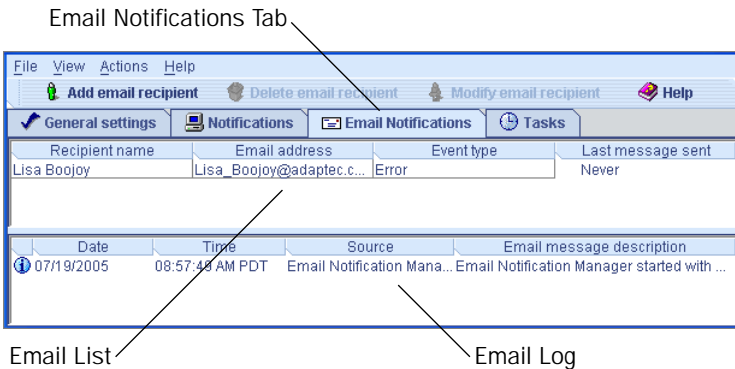 Email Notifications Tab
File View Actions Help
Add email recipient Delete email recipient Modify email recipient Help
General settings Notifications Email Notifications Tasks
Recipient name Email address Event type Last message sent
Lisa Boojoy Lisa_Boojoy@adaptec.c... Error Never
Date Time Source Email message description
07/19/2005 08:57:49 AM PDT Email Notification Mana... Email Notification Manager started with ...
Email List Email Log